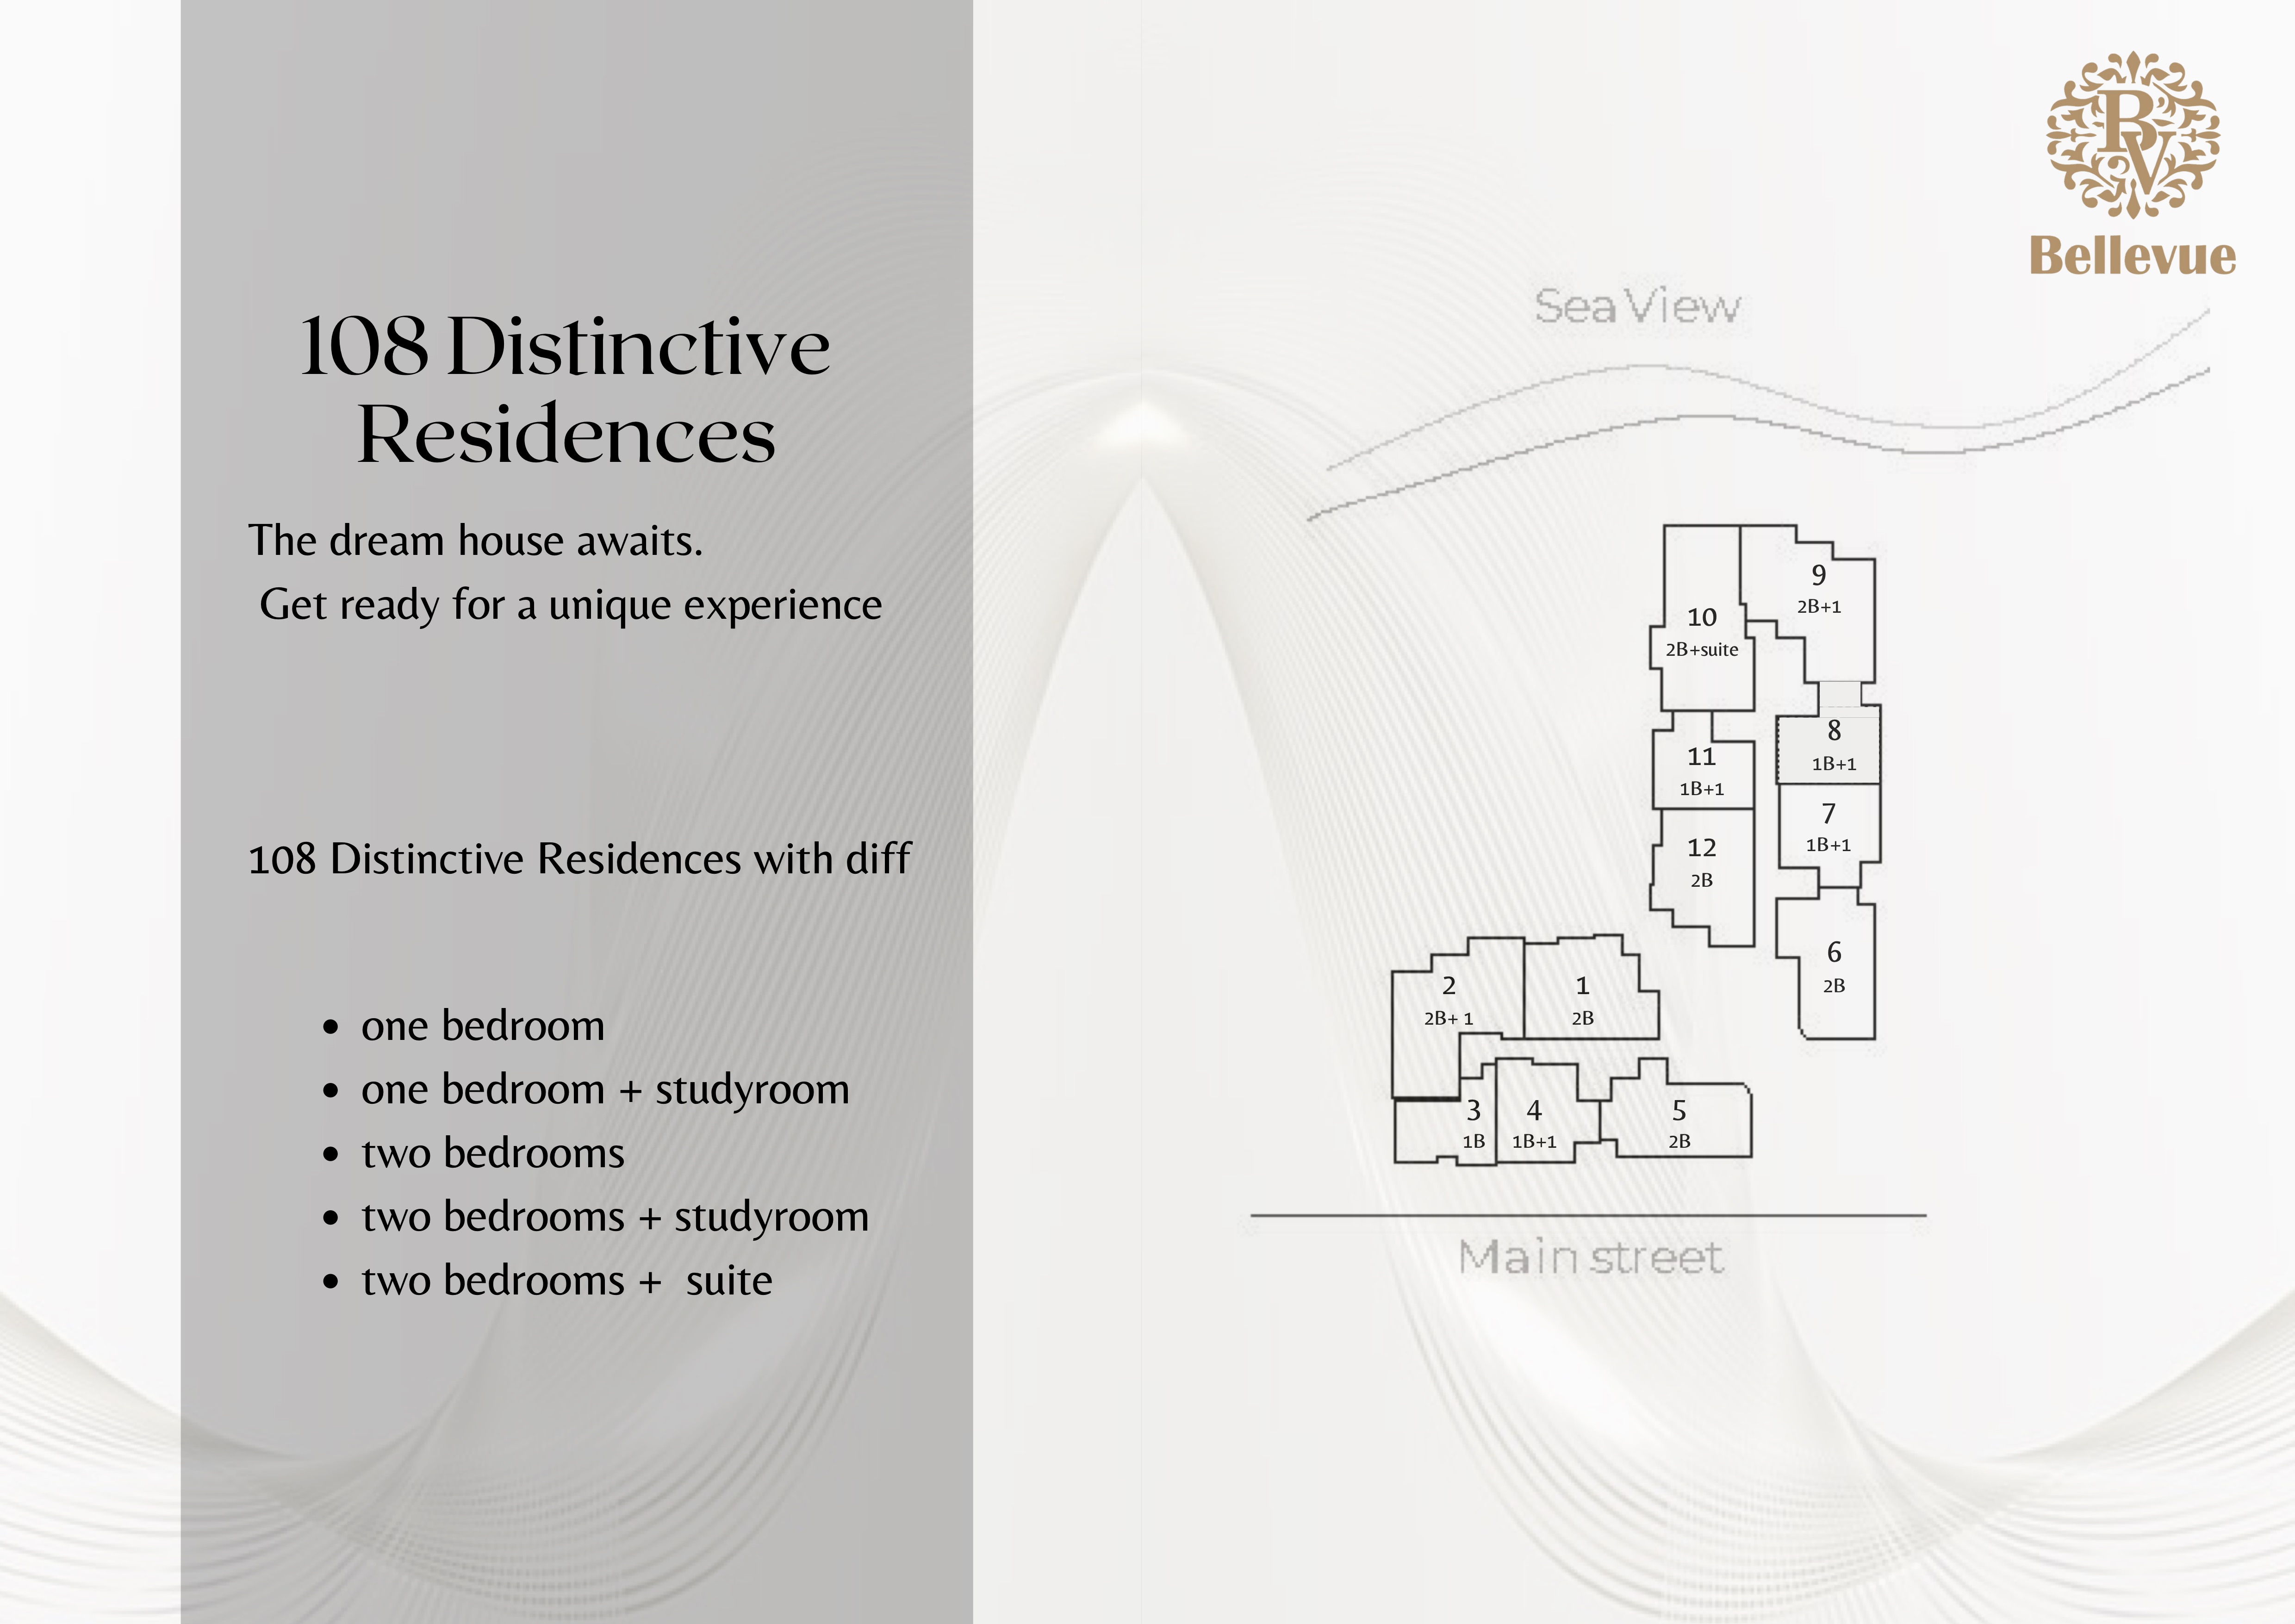 108 Distinctive
Residences
The dream house awaits.
Get ready for a unique experience
108 Distinctive Residences with diff
• one bedroom
• one bedroom + studyroom
• two bedrooms
• two bedrooms + studyroom
• two bedrooms + suite
BV
Bellevue
Sea View
9
2B+1
10
2B+suite
8
1B+1
11
1B+1
7
1B+1
12
2B
6
2B
2
2B+ 1
1
2B
3
1B
4
1B+1
5
2B
Main street